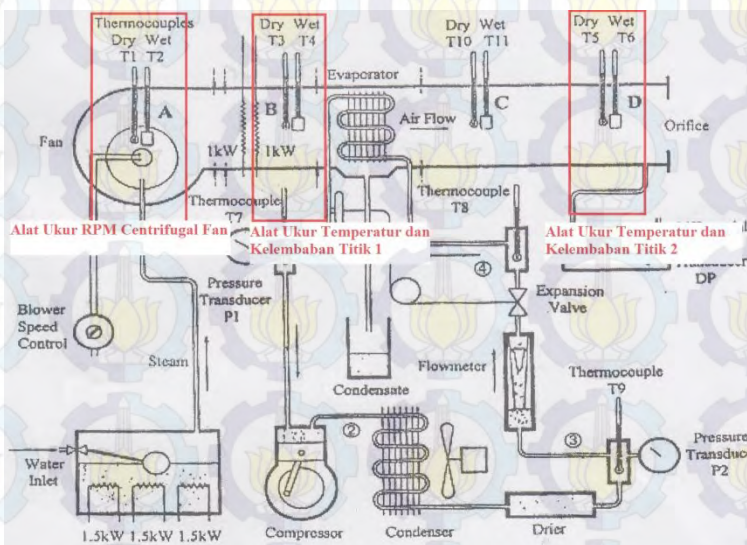 Thermocouples
Dry Wet
T1 T2
Dry Wet
T3 T4
Dry Wet
T10 T11
Dry Wet
T5 T6
Evaporator
A
B
C
D
Fan
Air Flow
Orifice
1kW
1kW
Thermocouple
T7
Thermocouple
T8
Alat Ukur RPM Centrifugal Fan
Alat Ukur Temperatur dan
Kelembaban Titik 1
Alat Ukur Temperatur dan
Kelembaban Titik 2
④
DP
Pressure
Transducer
P1
Expansion
Valve
Blower
Speed
Control
Steam
Condensate
Flowmeter
Thermocouple
T9
②
③
Water
Inlet
Pressure
P2
1.5kW 1.5kW 1.5kW
Compressor
Condenser
Drier